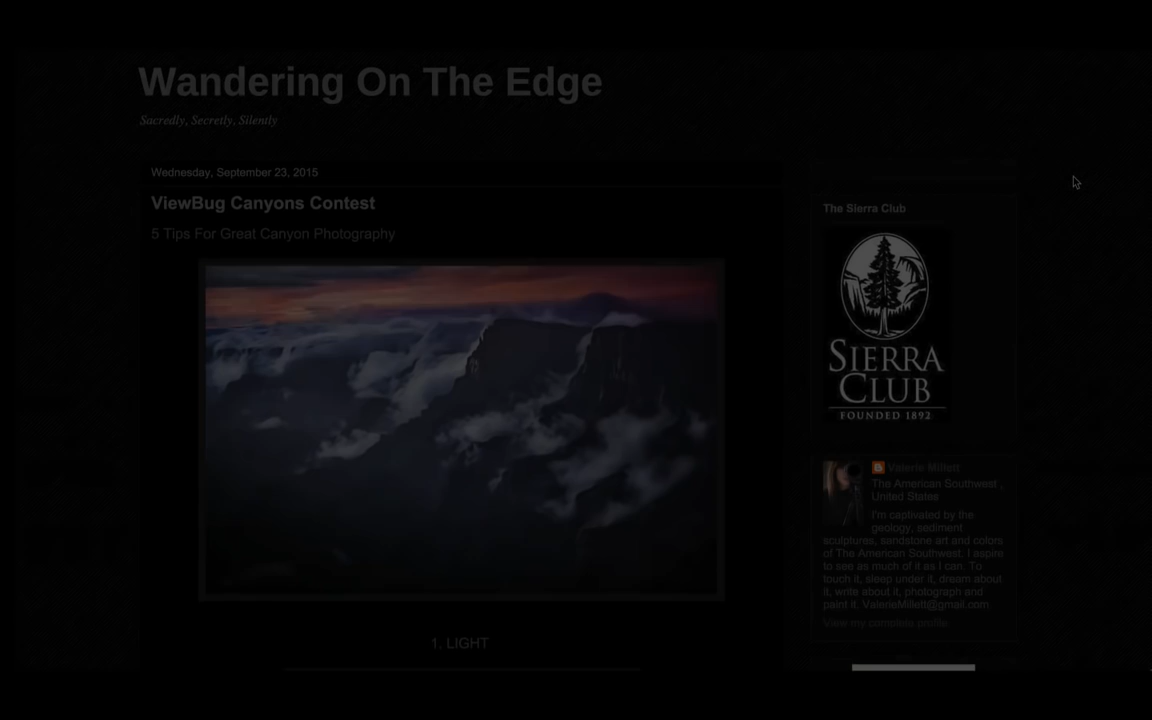 Wandering On The Edge
Sacredly, Secretly, Silently
Wednesday, September 23, 2015
ViewBug Canyons Contest
5 Tips For Great Canyon Photography
1. LIGHT
The Sierra Club
SIERRA
CLUB
FOUNDED 1892
Valerie Millett
The American Southwest ,
United States
I'm captivated by the
geology, sediment
sculptures, sandstone art and colors
of The American Southwest. I aspire
to see as much of it as I can. To
touch it, sleep under it, dream about
it, write about it, photograph and
paint it. ValerieMillett@gmail.com
View my complete profile